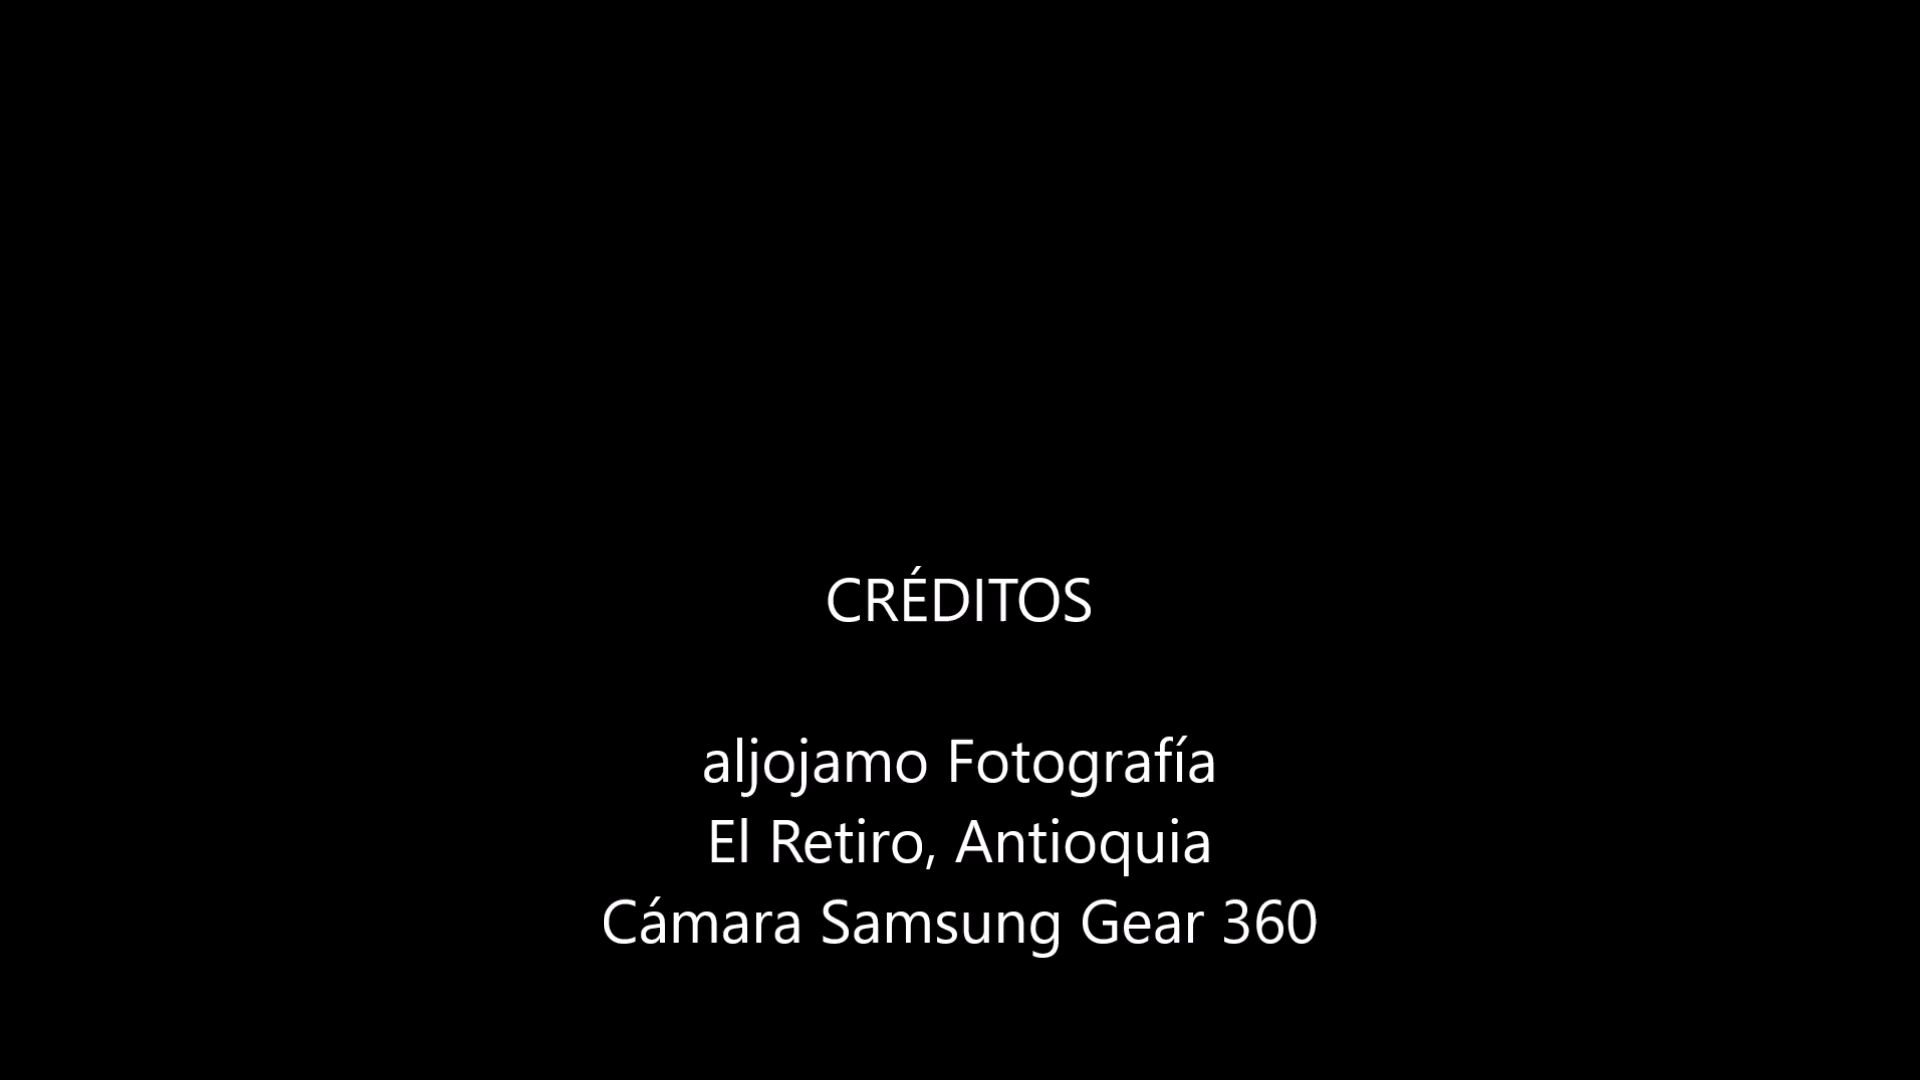 CRÉDITOS
aljojamo Fotografía
El Retiro, Antioquia
Cámara Samsung Gear 360